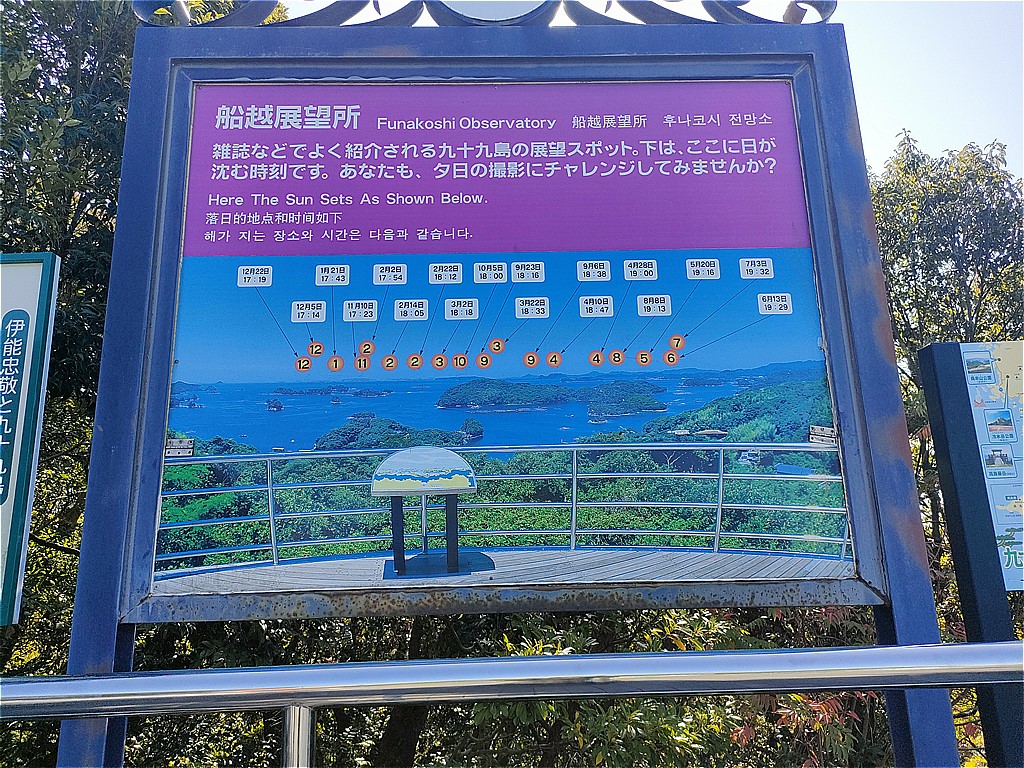 船越展望所 Funakoshi Observatory 船越展望所 후나코시 전망소
雑誌などでよく紹介される九十九島の展望スポット。下は、ここに日が
沈む時刻です。あなたも、夕日の撮影にチャレンジしてみませんか?
Here The Sun Sets As Shown Below.
落日的地点和时间如下
해가 지는 장소와 시간은 다음과 같습니다.
12月22日 1月21日 2月2日 2月22日 10月5日 9月23日 9月6日 4月28日 5月20日 7月3日
17:19 17:43 17:54 18:12 18:00 18:16 18:38 19:00 19:16 19:32
12月5日 11月10日 2月14日 3月2日 3月22日 4月10日 8月8日 6月13日
17:14 17:23 18:05 18:18 18:33 18:47 19:13 19:29
12 2 3 7
12 1 11 2 2 3 10 9 9 4 4 8 5 6
伊能忠敬と九十九島
九